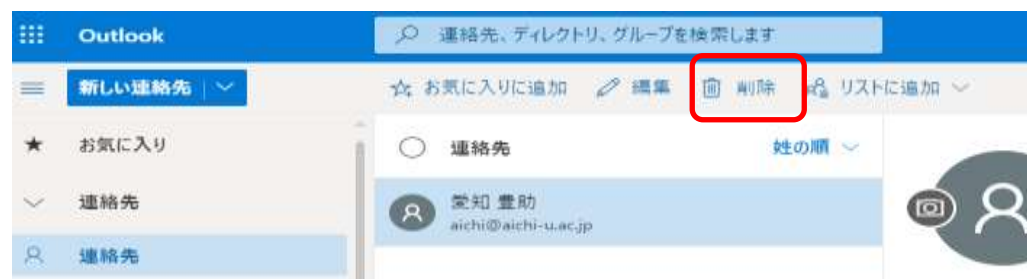 Outlook
連絡先、ディレクトリ、グループを検索します
新しい連絡先
お気に入りに追加 編集 削除 リストに追加
お気に入り
連絡先 姓の順
連絡先
愛知 豊助
aichi@aichi-u.ac.jp
連絡先